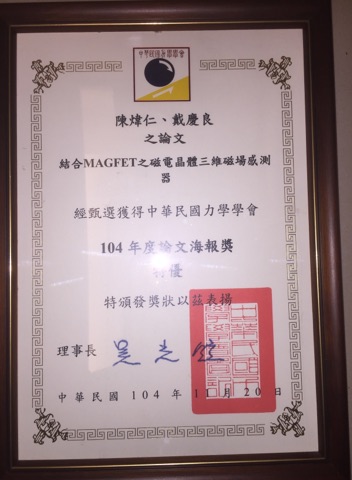 陳煒仁、戴慶良
之論文
結合MAGFET之磁電晶體三維磁場感測
器
經甄選獲得中華民國力學學會
104 年度論文海報獎
特優
特頒發獎狀以茲表揚
理事長
中華民國 104 年 11 月 20 日